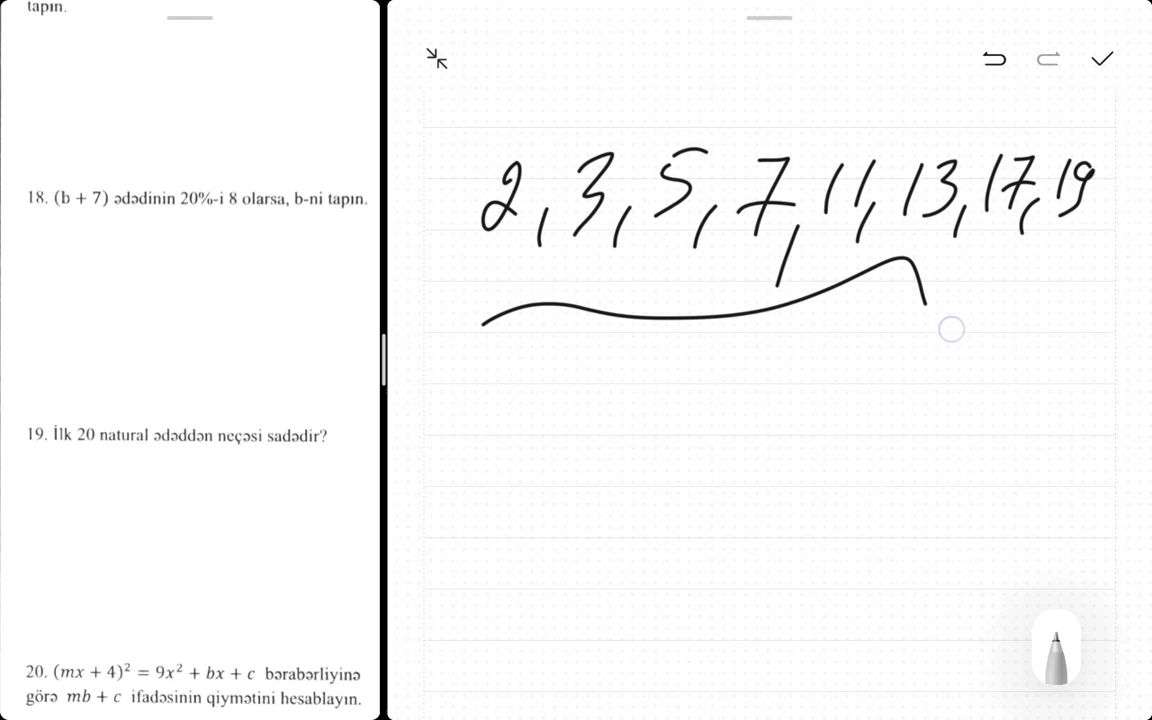 tapın.
18. (b + 7) ədədinin 20%-i 8 olarsa, b-ni tapın.
19. İlk 20 natural ədəddən neçəsi sadədir?
20. (mx + 4)² = 9x² + bx + c bərabərliyinə
görə mb + c ifadəsinin qiymətini hesablayın.
2, 3, 5, 7, 11, 13, 17, 19